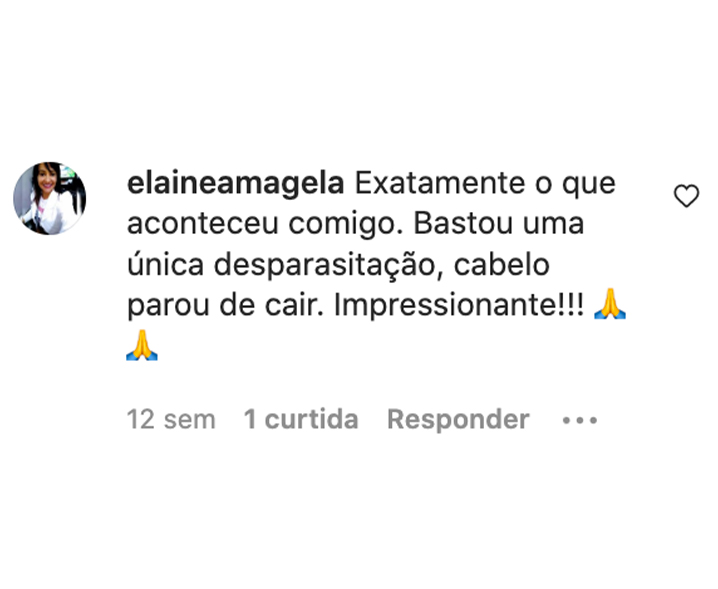 elaineamagela Exatamente o que
aconteceu comigo. Bastou uma
única desparasitação, cabelo
parou de cair. Impressionante!!! 🙏
🙏
12 sem 1 curtida Responder ...